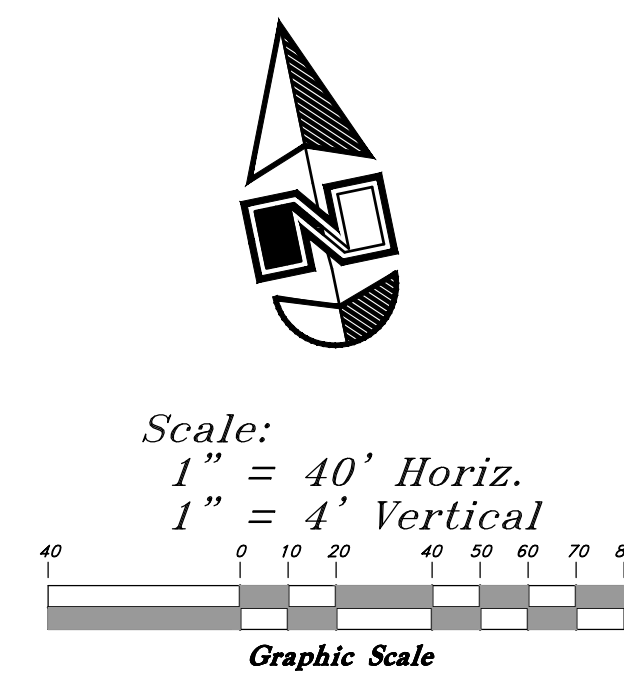 N
Scale:
1" = 40' Horiz.
1" = 4' Vertical
40 0 10 20 40 50 60 70
Graphic Scale